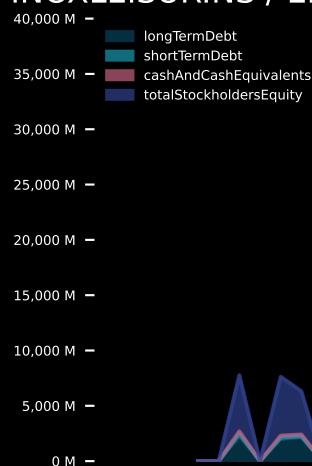 40,000 M
longTermDebt
shortTermDebt
35,000 M
cashAndCashEquivalents
totalStockholdersEquity
30,000 M
25,000 M
20,000 M
15,000 M
10,000 M
5,000 M
0 M